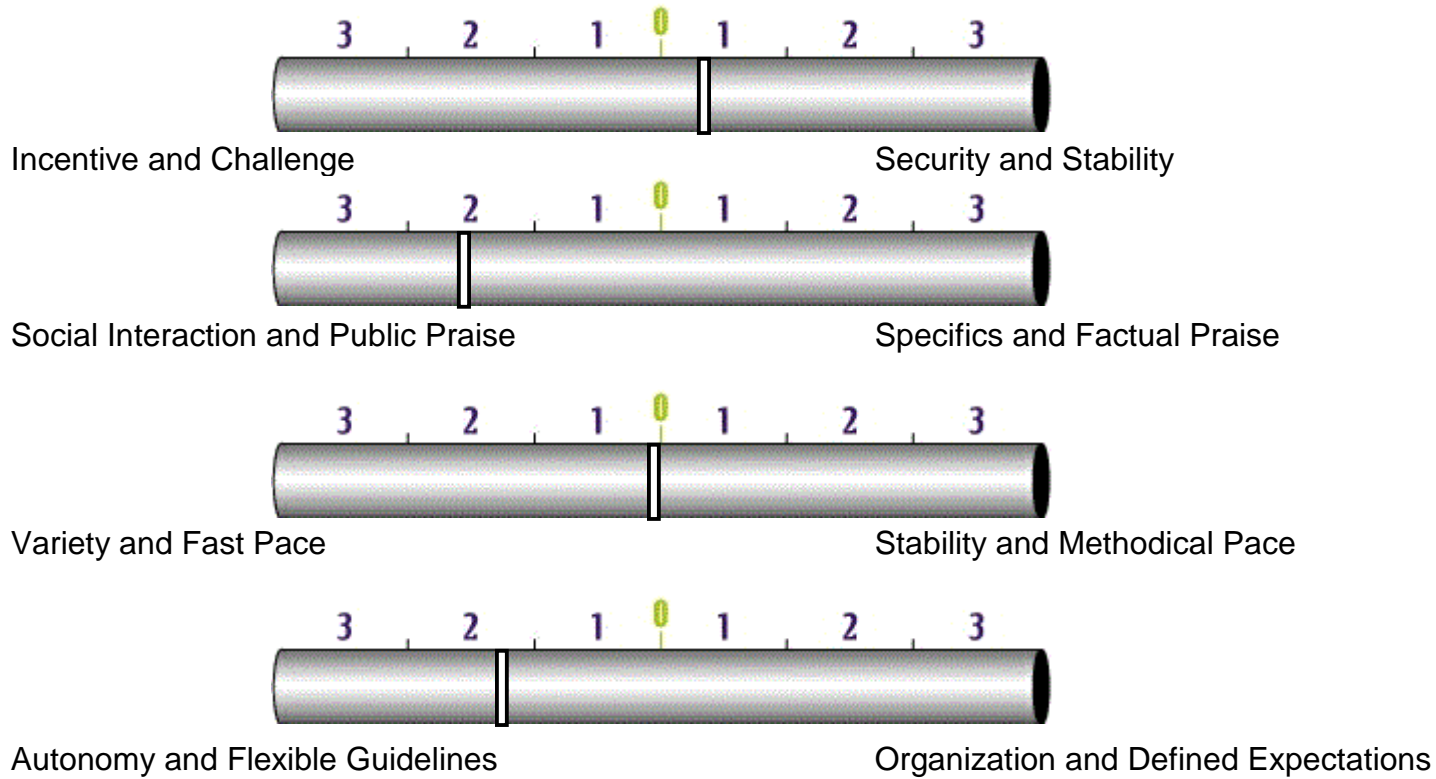 3 2 1 0 1 2 3
Incentive and Challenge Security and Stability
3 2 1 0 1 2 3
Social Interaction and Public Praise Specifics and Factual Praise
3 2 1 0 1 2 3
Variety and Fast Pace Stability and Methodical Pace
3 2 1 0 1 2 3
Autonomy and Flexible Guidelines Organization and Defined Expectations